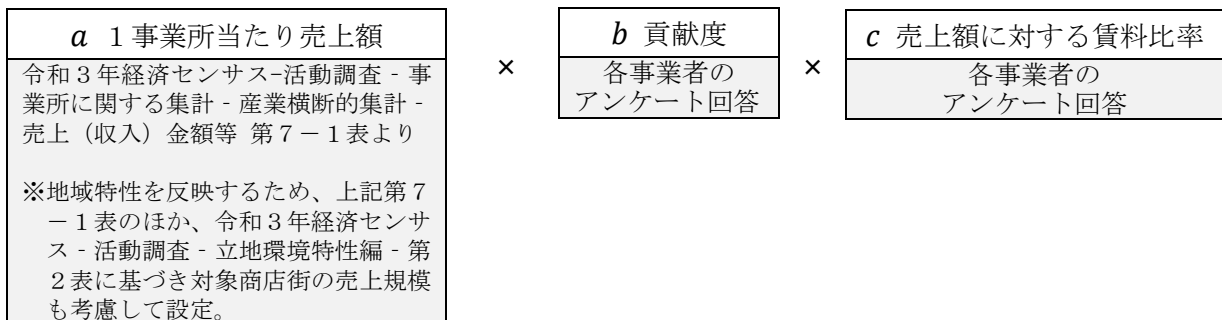 a １事業所当たり売上額
令和３年経済センサス−活動調査‐事
業所に関する集計‐産業横断的集計‐
売上（収入）金額等 第７－１表より
※地域特性を反映するため、上記第７
－１表のほか、令和３年経済センサ
ス‐活動調査‐立地環境特性編‐第
２表に基づき対象商店街の売上規模
も考慮して設定。
×
b 貢献度
各事業者の
アンケート回答
×
c 売上額に対する賃料比率
各事業者の
アンケート回答